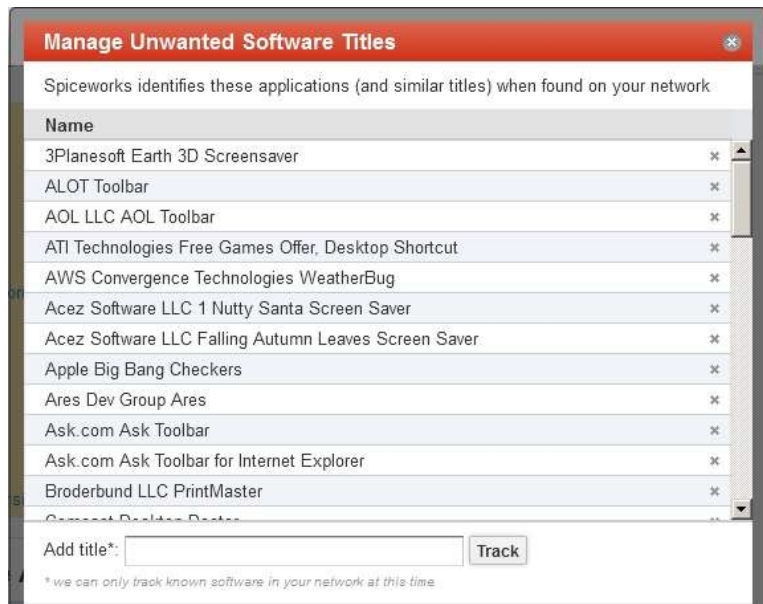 Manage Unwanted Software Titles
Spiceworks identifies these applications (and similar titles) when found on your network
Name
3Planesoft Earth 3D Screensaver
ALOT Toolbar
AOL LLC AOL Toolbar
ATI Technologies Free Games Offer, Desktop Shortcut
AWS Convergence Technologies WeatherBug
Acez Software LLC 1 Nutty Santa Screen Saver
Acez Software LLC Falling Autumn Leaves Screen Saver
Apple Big Bang Checkers
Ares Dev Group Ares
Ask.com Ask Toolbar
Ask.com Ask Toolbar for Internet Explorer
Broderbund LLC PrintMaster
Comcast Desktop Doctor
Add title*:
Track
* we can only track known software in your network at this time